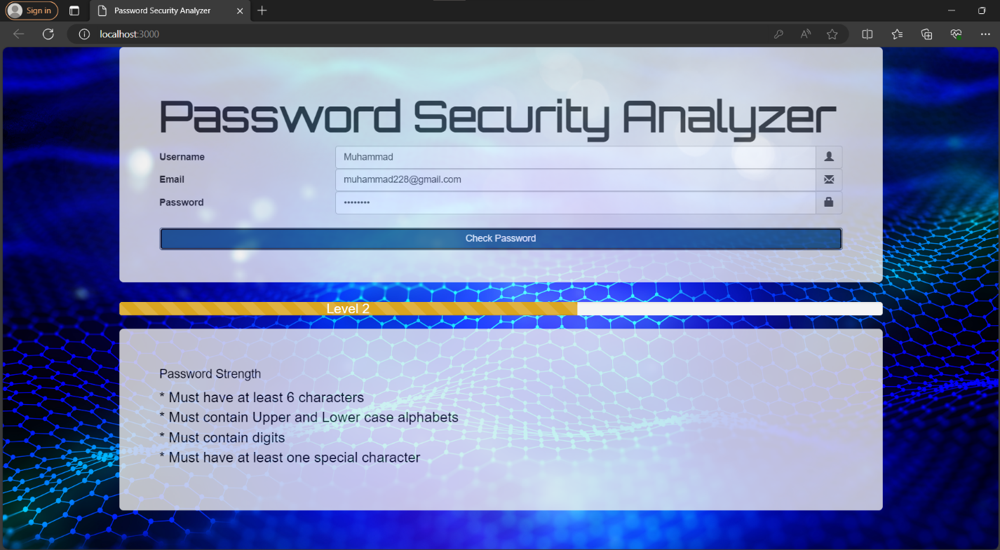 Sign in
Password Security Analyzer
localhost:3000
Password Security Analyzer
Username Muhammad
Email muhammad228@gmail.com
Password ••••••••
Check Password
Level 2
Password Strength
* Must have at least 6 characters
* Must contain Upper and Lower case alphabets
* Must contain digits
* Must have at least one special character